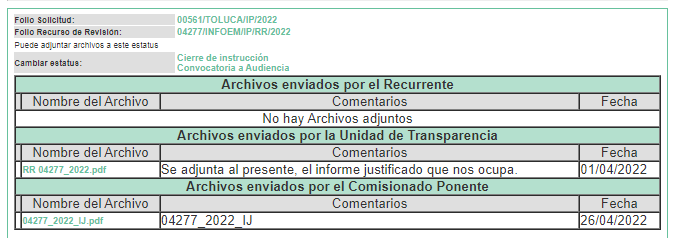 Folio Solicitud: 00561/TOLUCA/IP/2022
Folio Recurso de Revisión: 04277/INFOEM/IP/RR/2022
Puede adjuntar archivos a este estatus
Cambiar estatus: Cierre de instrucción
Convocatoria a Audiencia
Archivos enviados por el Recurrente
Nombre del Archivo Comentarios Fecha
No hay Archivos adjuntos
Archivos enviados por la Unidad de Transparencia
Nombre del Archivo Comentarios Fecha
RR 04277_2022.pdf Se adjunta al presente, el informe justificado que nos ocupa. 01/04/2022
Archivos enviados por el Comisionado Ponente
Nombre del Archivo Comentarios Fecha
04277_2022_IJ.pdf 04277_2022_IJ 26/04/2022